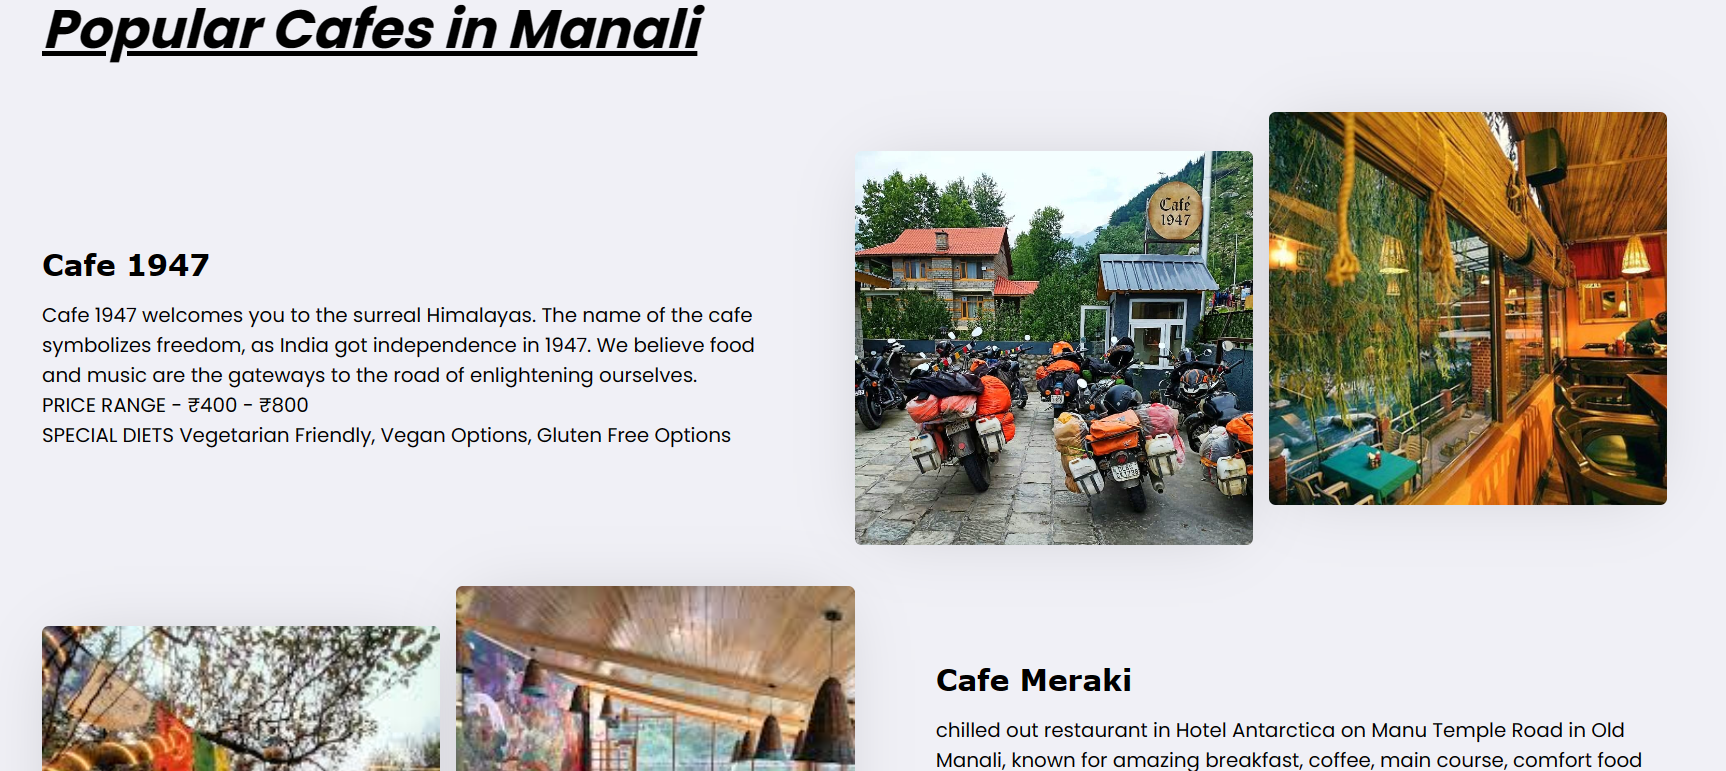 Popular Cafes in Manali
Café
1947
Cafe 1947
Cafe 1947 welcomes you to the surreal Himalayas. The name of the cafe
symbolizes freedom, as India got independence in 1947. We believe food
and music are the gateways to the road of enlightening ourselves.
PRICE RANGE - ₹400 - ₹800
SPECIAL DIETS Vegetarian Friendly, Vegan Options, Gluten Free Options
Cafe Meraki
chilled out restaurant in Hotel Antarctica on Manu Temple Road in Old
Manali, known for amazing breakfast, coffee, main course, comfort food